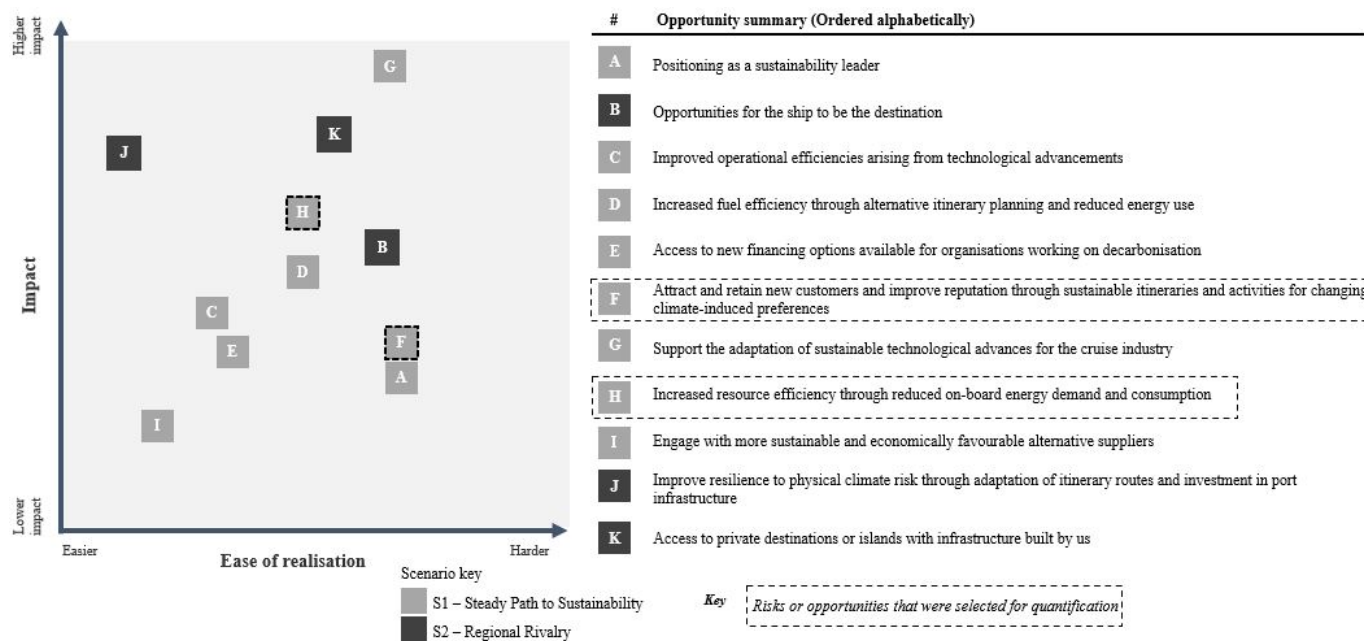 Higher
impact
G
K
J
H
B
D
C
E
F
A
I
Impact
Lower
impact
Easier
Ease of realisation
Harder
# Opportunity summary (Ordered alphabetically)
A Positioning as a sustainability leader
B Opportunities for the ship to be the destination
C Improved operational efficiencies arising from technological advancements
D Increased fuel efficiency through alternative itinerary planning and reduced energy use
E Access to new financing options available for organisations working on decarbonisation
F Attract and retain new customers and improve reputation through sustainable itineraries and activities for changing
climate-induced preferences
G Support the adaptation of sustainable technological advances for the cruise industry
H Increased resource efficiency through reduced on-board energy demand and consumption
I Engage with more sustainable and economically favourable alternative suppliers
J Improve resilience to physical climate risk through adaptation of itinerary routes and investment in port
infrastructure
K Access to private destinations or islands with infrastructure built by us
Scenario key
S1 – Steady Path to Sustainability
S2 – Regional Rivalry
Key
Risks or opportunities that were selected for quantification